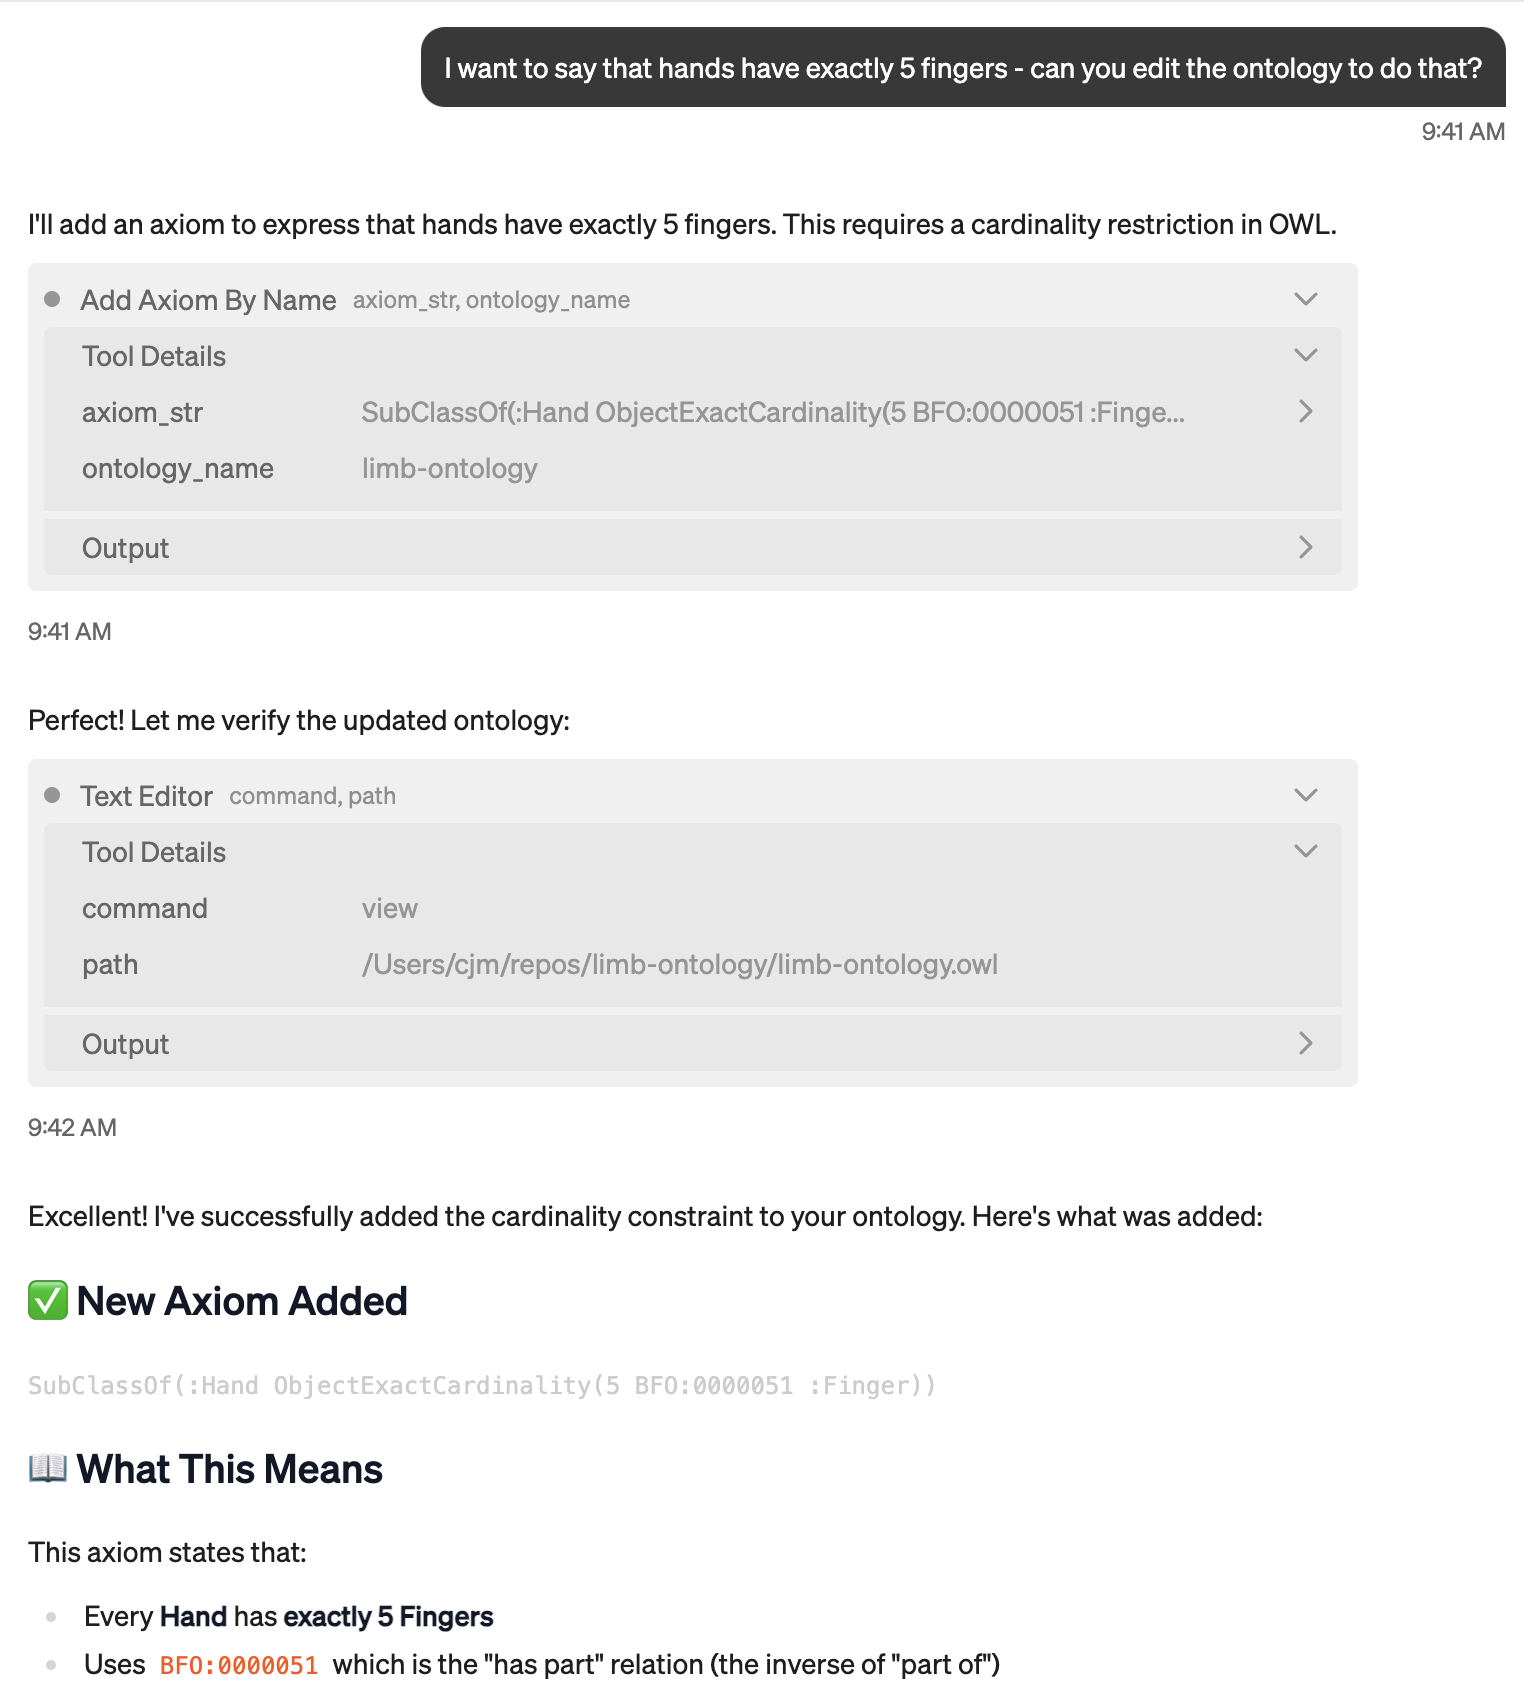 I want to say that hands have exactly 5 fingers - can you edit the ontology to do that?
9:41 AM
I'll add an axiom to express that hands have exactly 5 fingers. This requires a cardinality restriction in OWL.
Add Axiom By Name axiom_str, ontology_name
Tool Details
axiom_str SubClassOf(:Hand ObjectExactCardinality(5 BFO:0000051 :Finge...
ontology_name limb-ontology
Output
9:41 AM
Perfect! Let me verify the updated ontology:
Text Editor command, path
Tool Details
command view
path /Users/cjm/repos/limb-ontology/limb-ontology.owl
Output
9:42 AM
Excellent! I've successfully added the cardinality constraint to your ontology. Here's what was added:
✅ New Axiom Added
SubClassOf(:Hand ObjectExactCardinality(5 BFO:0000051 :Finger))
📖 What This Means
This axiom states that:
• Every Hand has exactly 5 Fingers
• Uses BFO:0000051 which is the "has part" relation (the inverse of "part of")